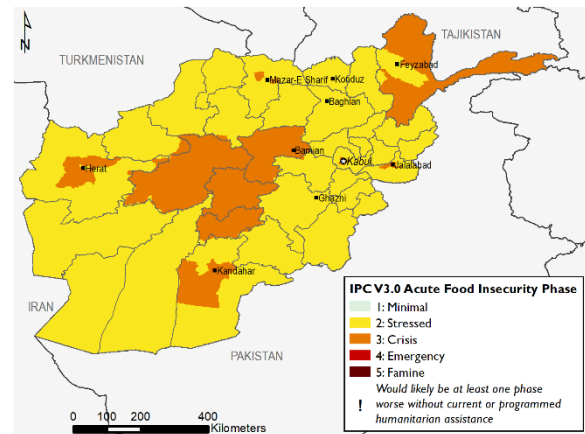 N
TURKMENISTAN
TAJIKISTAN
Feyzabad
Mazar-E Sharif
Konduz
Baghlan
Bamian
Kabul
Jalalabad
Herat
Ghazni
Kandahar
IRAN
PAKISTAN
IPC V3.0 Acute Food Insecurity Phase
1: Minimal
2: Stressed
3: Crisis
4: Emergency
5: Famine
Would likely be at least one phase
! worse without current or programmed
humanitarian assistance
0 100 200 400
Kilometers